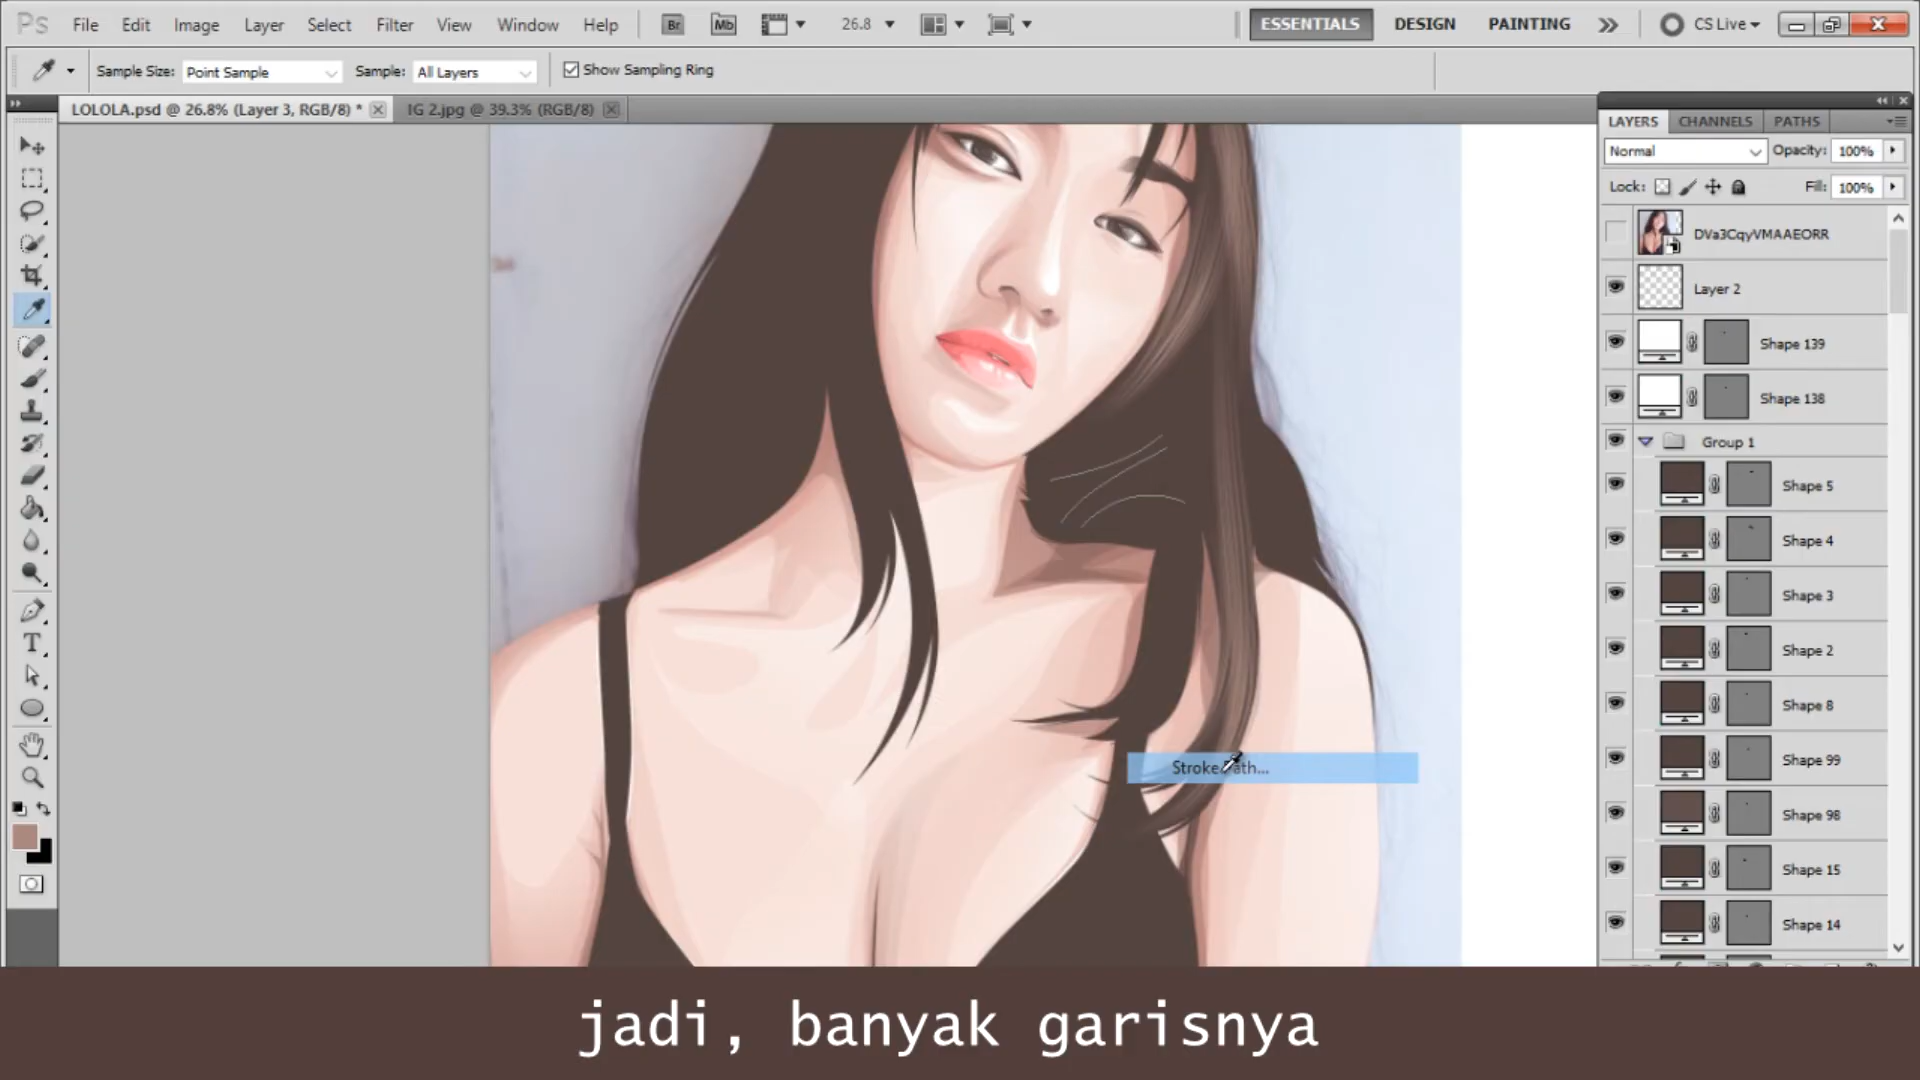 Ps File Edit Image Layer Select Filter View Window Help Br Mb 26.8 ESSENTIALS DESIGN PAINTING CS Live
Sample Size: Point Sample Sample: All Layers Show Sampling Ring
LOLOLA.psd @ 26.8% (Layer 3, RGB/8) * IG 2.jpg @ 39.3% (RGB/8)
LAYERS CHANNELS PATHS
Normal Opacity: 100%
Lock: Fill: 100%
DVa3CqyVMAAEORR
Layer 2
Shape 139
Shape 138
Group 1
Shape 5
Shape 4
Shape 3
Shape 2
Shape 8
Shape 99
Shape 98
Shape 15
Shape 14
Stroke Path...
jadi, banyak garisnya